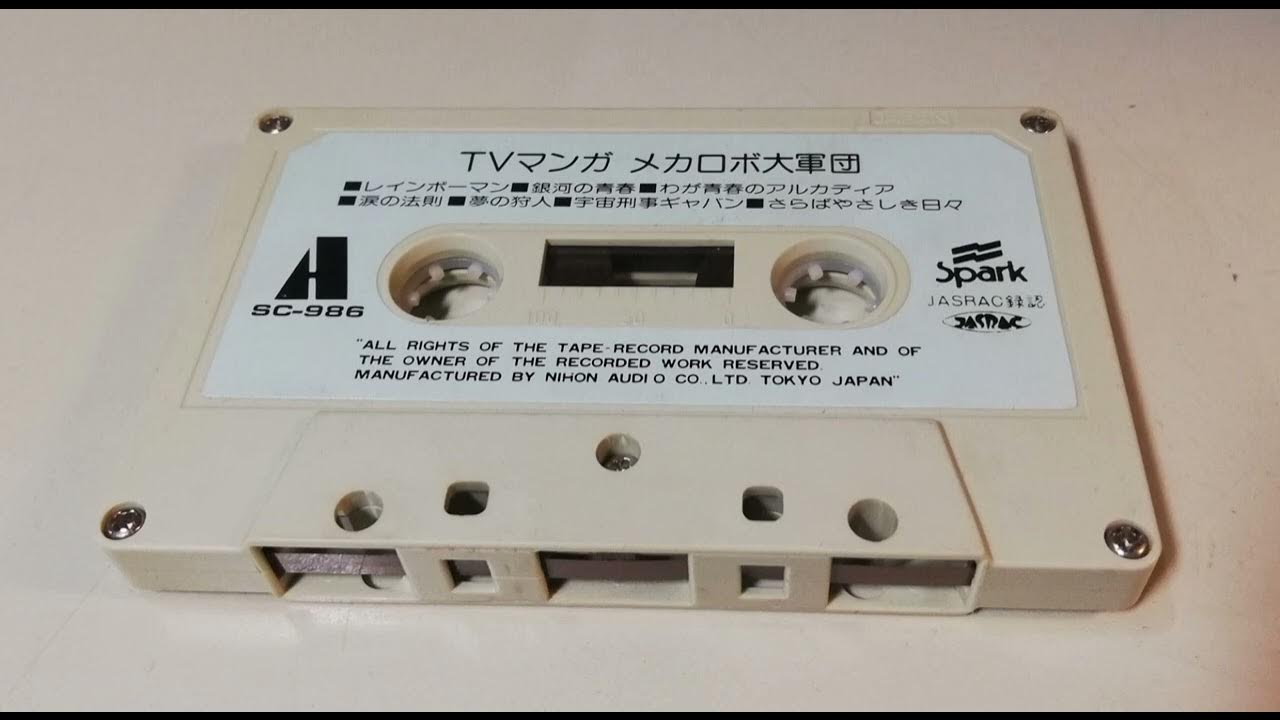 TVマンガ メカロボ大軍団
■レインボーマン■銀河の青春■わが青春のアルカディア
■涙の法則■夢の狩人■宇宙刑事ギャバン■さらばやさしき日々
A
SC-986
Spark
JASRAC録認
JASRAC
"ALL RIGHTS OF THE TAPE-RECORD MANUFACTURER AND OF
THE OWNER OF THE RECORDED WORK RESERVED.
MANUFACTURED BY NIHON AUDIO CO.,LTD. TOKYO JAPAN"